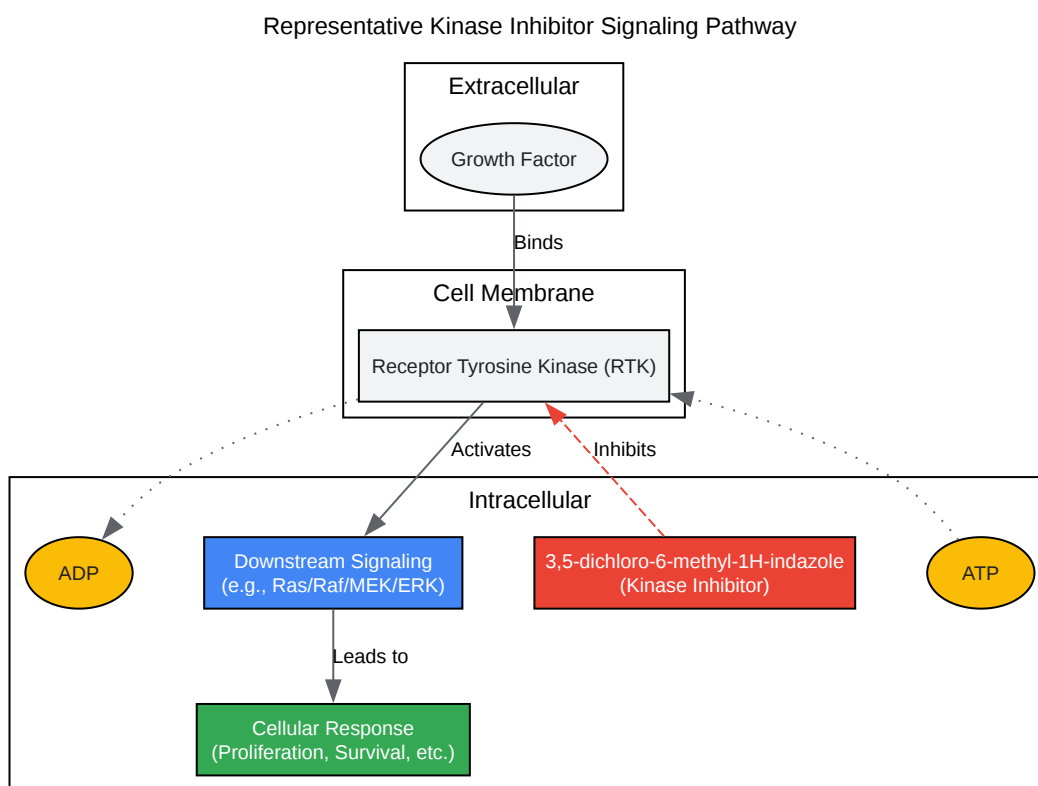 Representative Kinase Inhibitor Signaling Pathway
Extracellular
Growth Factor
Binds
Cell Membrane
Receptor Tyrosine Kinase (RTK)
Activates
Inhibits
Intracellular
ADP
Downstream Signaling
(e.g., Ras/Raf/MEK/ERK)
3,5-dichloro-6-methyl-1H-indazole
(Kinase Inhibitor)
ATP
Leads to
Cellular Response
(Proliferation, Survival, etc.)